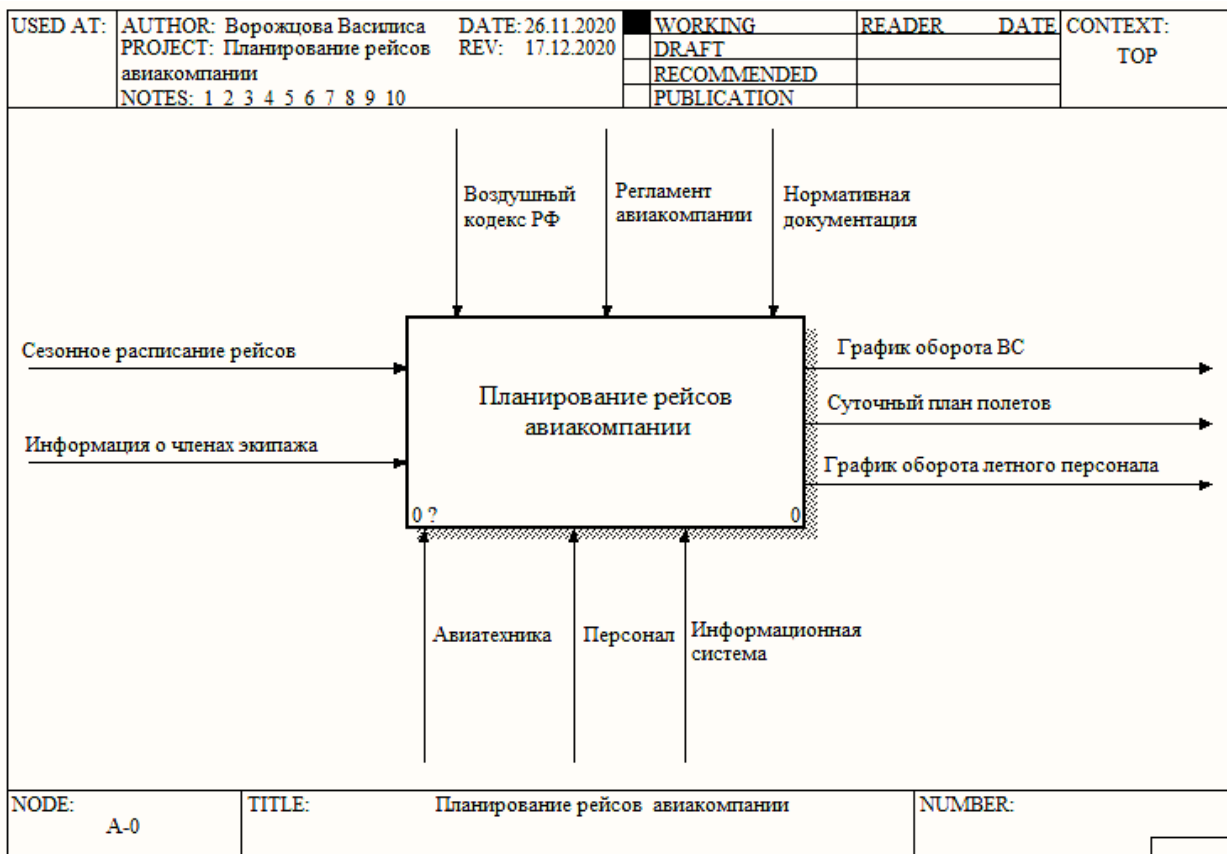 USED AT:
AUTHOR: Ворожцова Василиса
DATE: 26.11.2020
PROJECT: Планирование рейсов
авиакомпании
REV: 17.12.2020
NOTES: 1 2 3 4 5 6 7 8 9 10
WORKING
DRAFT
RECOMMENDED
PUBLICATION
READER DATE
CONTEXT:
TOP
Воздушный
кодекс РФ
Регламент
авиакомпании
Нормативная
документация
Сезонное расписание рейсов
Информация о членах экипажа
Планирование рейсов
авиакомпании
0 ?
0
График оборота ВС
Суточный план полетов
График оборота летного персонала
Авиатехника
Персонал
Информационная
система
NODE:
A-0
TITLE:
Планирование рейсов авиакомпании
NUMBER: